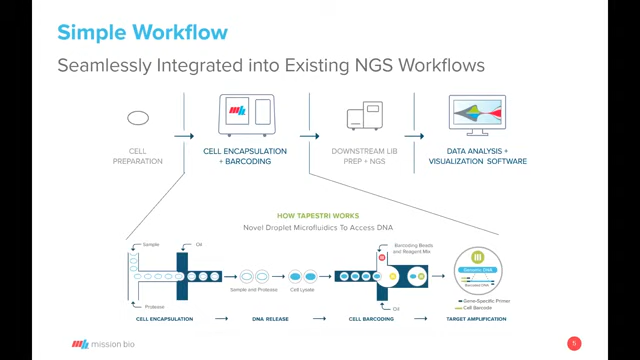 Simple Workflow
Seamlessly Integrated into Existing NGS Workflows
CELL
PREPARATION
CELL ENCAPSULATION
+ BARCODING
DOWNSTREAM LIB
PREP + NGS
DATA ANALYSIS +
VISUALIZATION SOFTWARE
HOW TAPESTRI WORKS
Novel Droplet Microfluidics To Access DNA
Sample
Oil
Protease
Sample and Protease
Cell Lysate
Barcoding Beads
and Reagent Mix
Oil
Genomic DNA
Barcoded DNA
Gene-Specific Primer
Cell Barcode
CELL ENCAPSULATION
DNA RELEASE
CELL BARCODING
TARGET AMPLIFICATION
mission bio
5